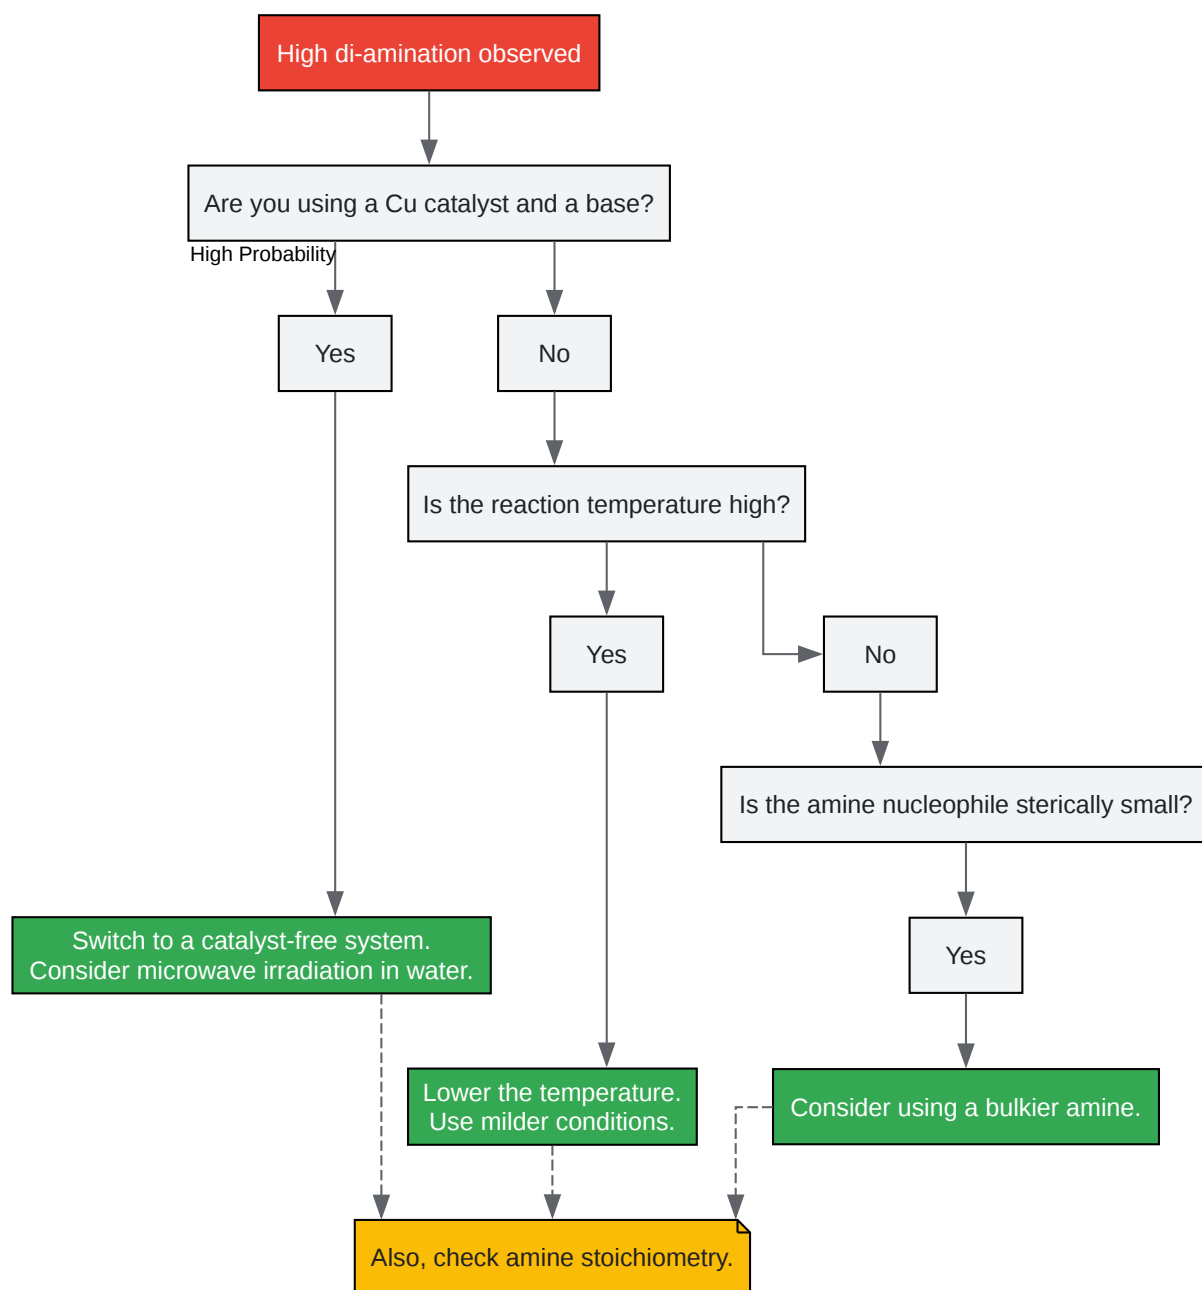 High di-amination observed
Are you using a Cu catalyst and a base?
High Probability
Yes
No
Is the reaction temperature high?
Yes
No
Is the amine nucleophile sterically small?
Switch to a catalyst-free system.
Consider microwave irradiation in water.
Yes
Lower the temperature.
Use milder conditions.
Consider using a bulkier amine.
Also, check amine stoichiometry.